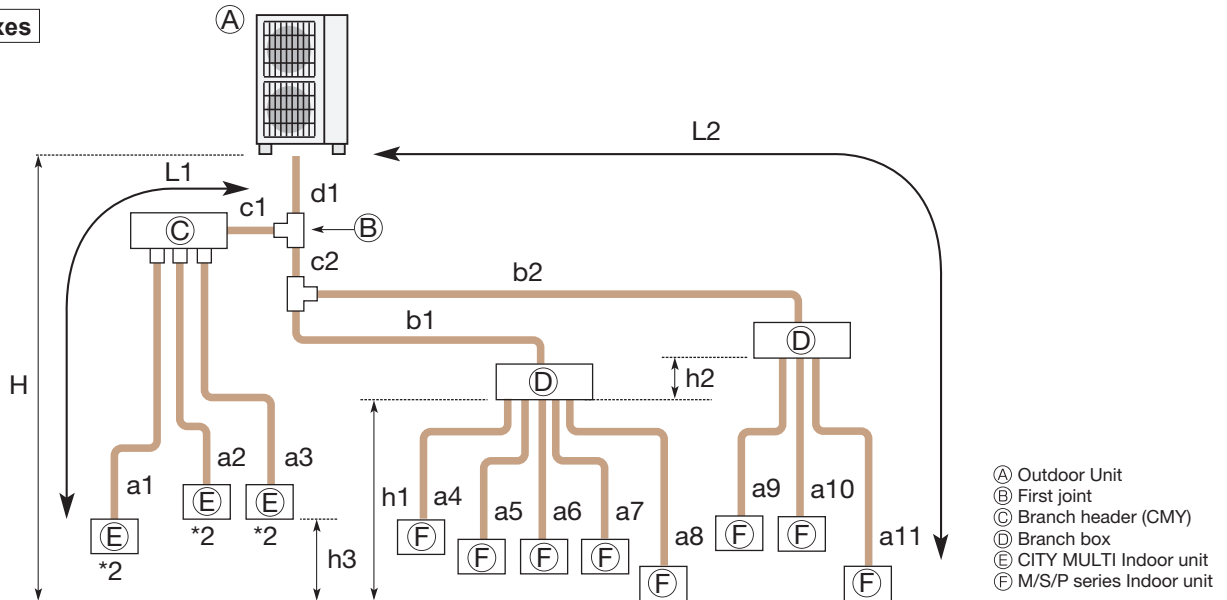 xes
Ⓐ
L2
L1
d1
c1
Ⓒ
Ⓑ
c2
b2
b1
Ⓓ
Ⓓ
h2
H
a1
a2
a3
h1
a4
a5
a6
a7
a8
a9
a10
a11
Ⓔ
Ⓔ
Ⓔ
*2
*2
*2
h3
Ⓕ
Ⓕ
Ⓕ
Ⓕ
Ⓕ
Ⓕ
Ⓕ
Ⓕ
Ⓐ Outdoor Unit
Ⓑ First joint
Ⓒ Branch header (CMY)
Ⓓ Branch box
Ⓔ CITY MULTI Indoor unit
Ⓕ M/S/P series Indoor unit